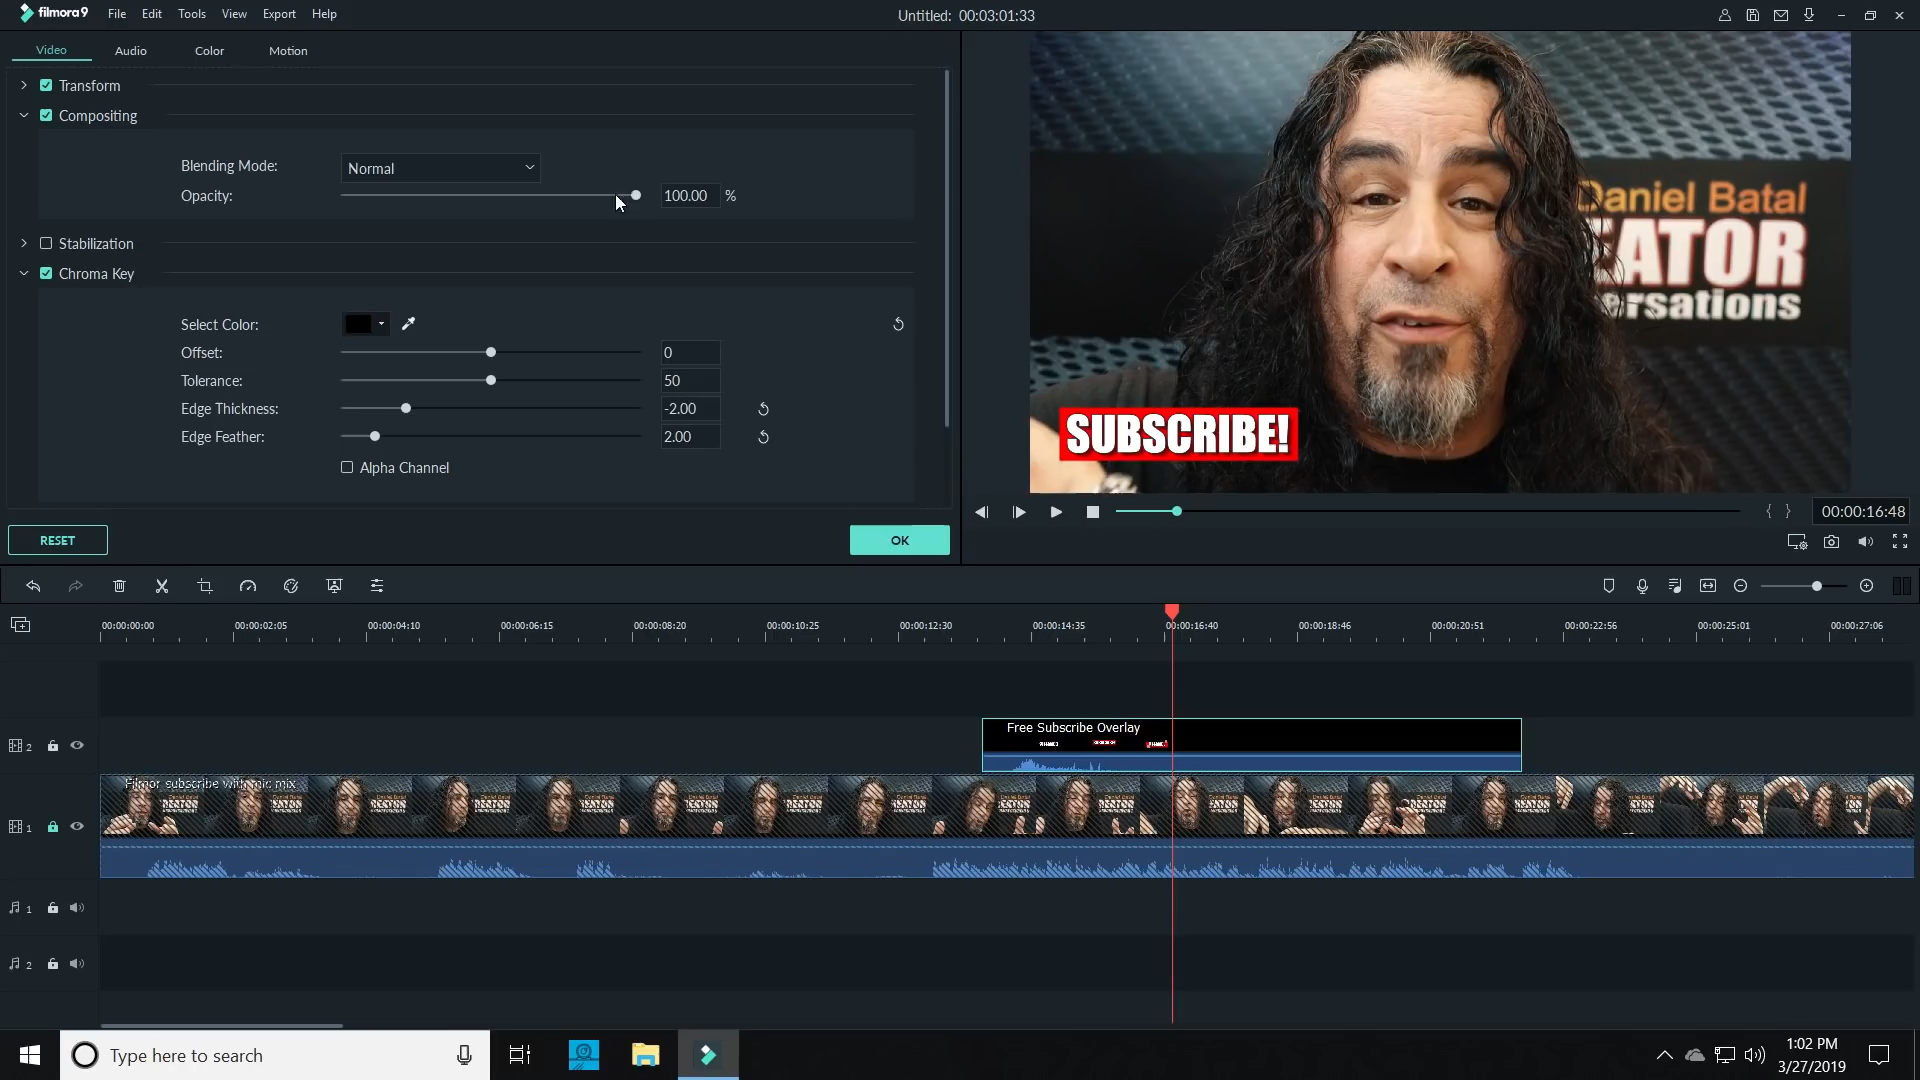 filmora9 File Edit Tools View Export Help Untitled: 00:03:01:33
Video Audio Color Motion
Transform
Compositing
Blending Mode: Normal
Opacity: 100.00 %
Stabilization
Chroma Key
Select Color:
Offset: 0
Tolerance: 50
Edge Thickness: -2.00
Edge Feather: 2.00
Alpha Channel
RESET OK
Daniel Batal
EATOR
ersations
SUBSCRIBE!
{ } 00:00:16:48
00:00:00:00 00:00:02:05 00:00:04:10 00:00:06:15 00:00:08:20 00:00:10:25 00:00:12:30 00:00:14:35 00:00:16:40 00:00:18:46 00:00:20:51 00:00:22:56 00:00:25:01 00:00:27:06
Free Subscribe Overlay
2
Filmor subscribe with mic mix
1
1
2
Type here to search
1:02 PM
3/27/2019